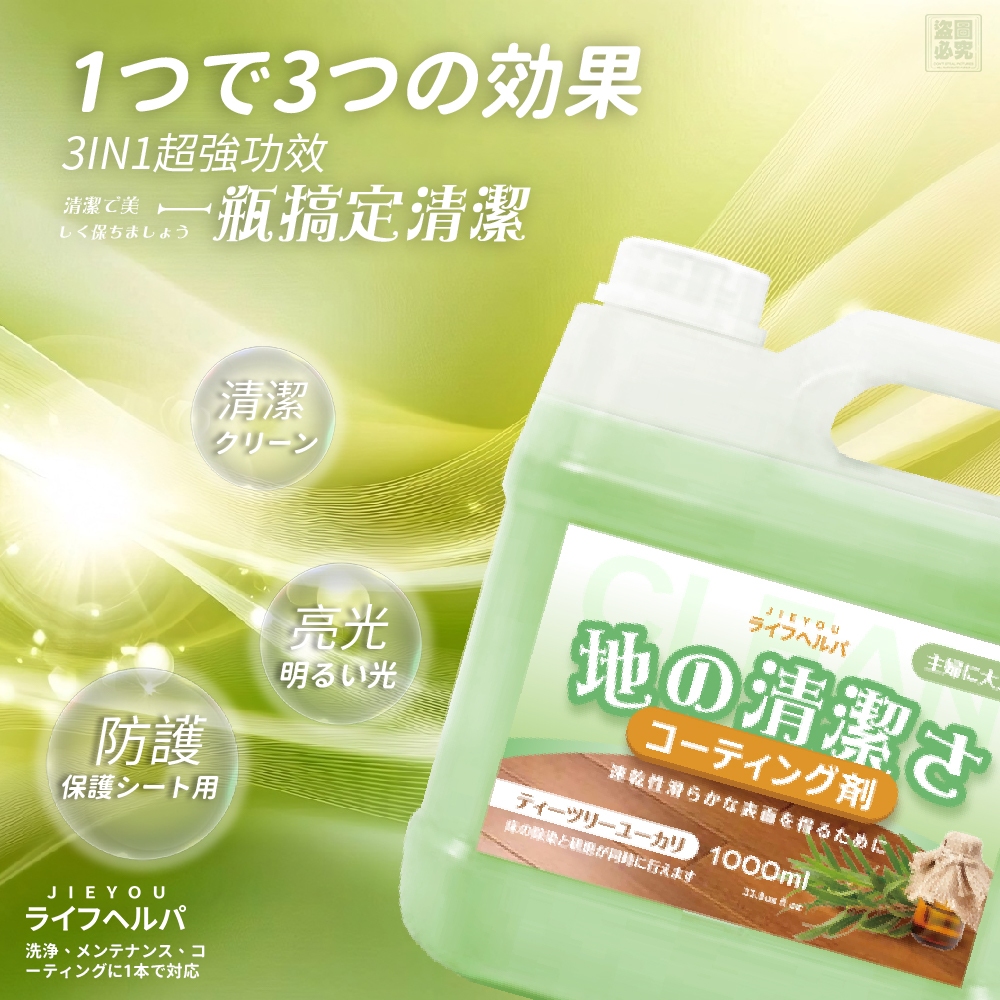 盜圖
必究
1つで3つの効果
3IN1超強功效
清潔で美
しく保ちましょう
一瓶搞定清潔
清潔
クリーン
亮光
明るい光
防護
保護シート用
JIEYOU
ライフヘルパ
洗浄、メンテナンス、コ
ーティングに1本で対応
CLEAN
JIEYOU
ライフヘルパ
主婦に大
地の清潔さ
コーティング剤
速乾性滑らかな表面を得るために
ティーツリーユーカリ
床の除染と研磨が同時に行えます
1000ml